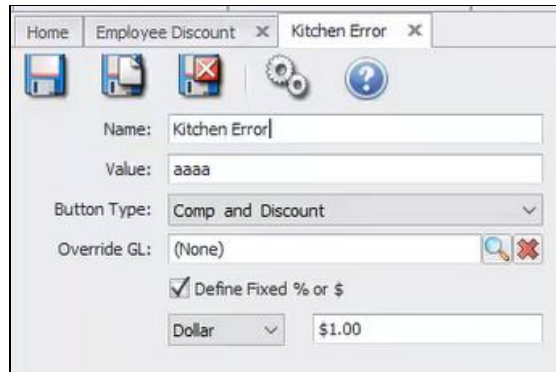 Home Employee Discount Kitchen Error
Name: Kitchen Error
Value: aaaa
Button Type: Comp and Discount
Override GL: (None)
Define Fixed % or $
Dollar $1.00